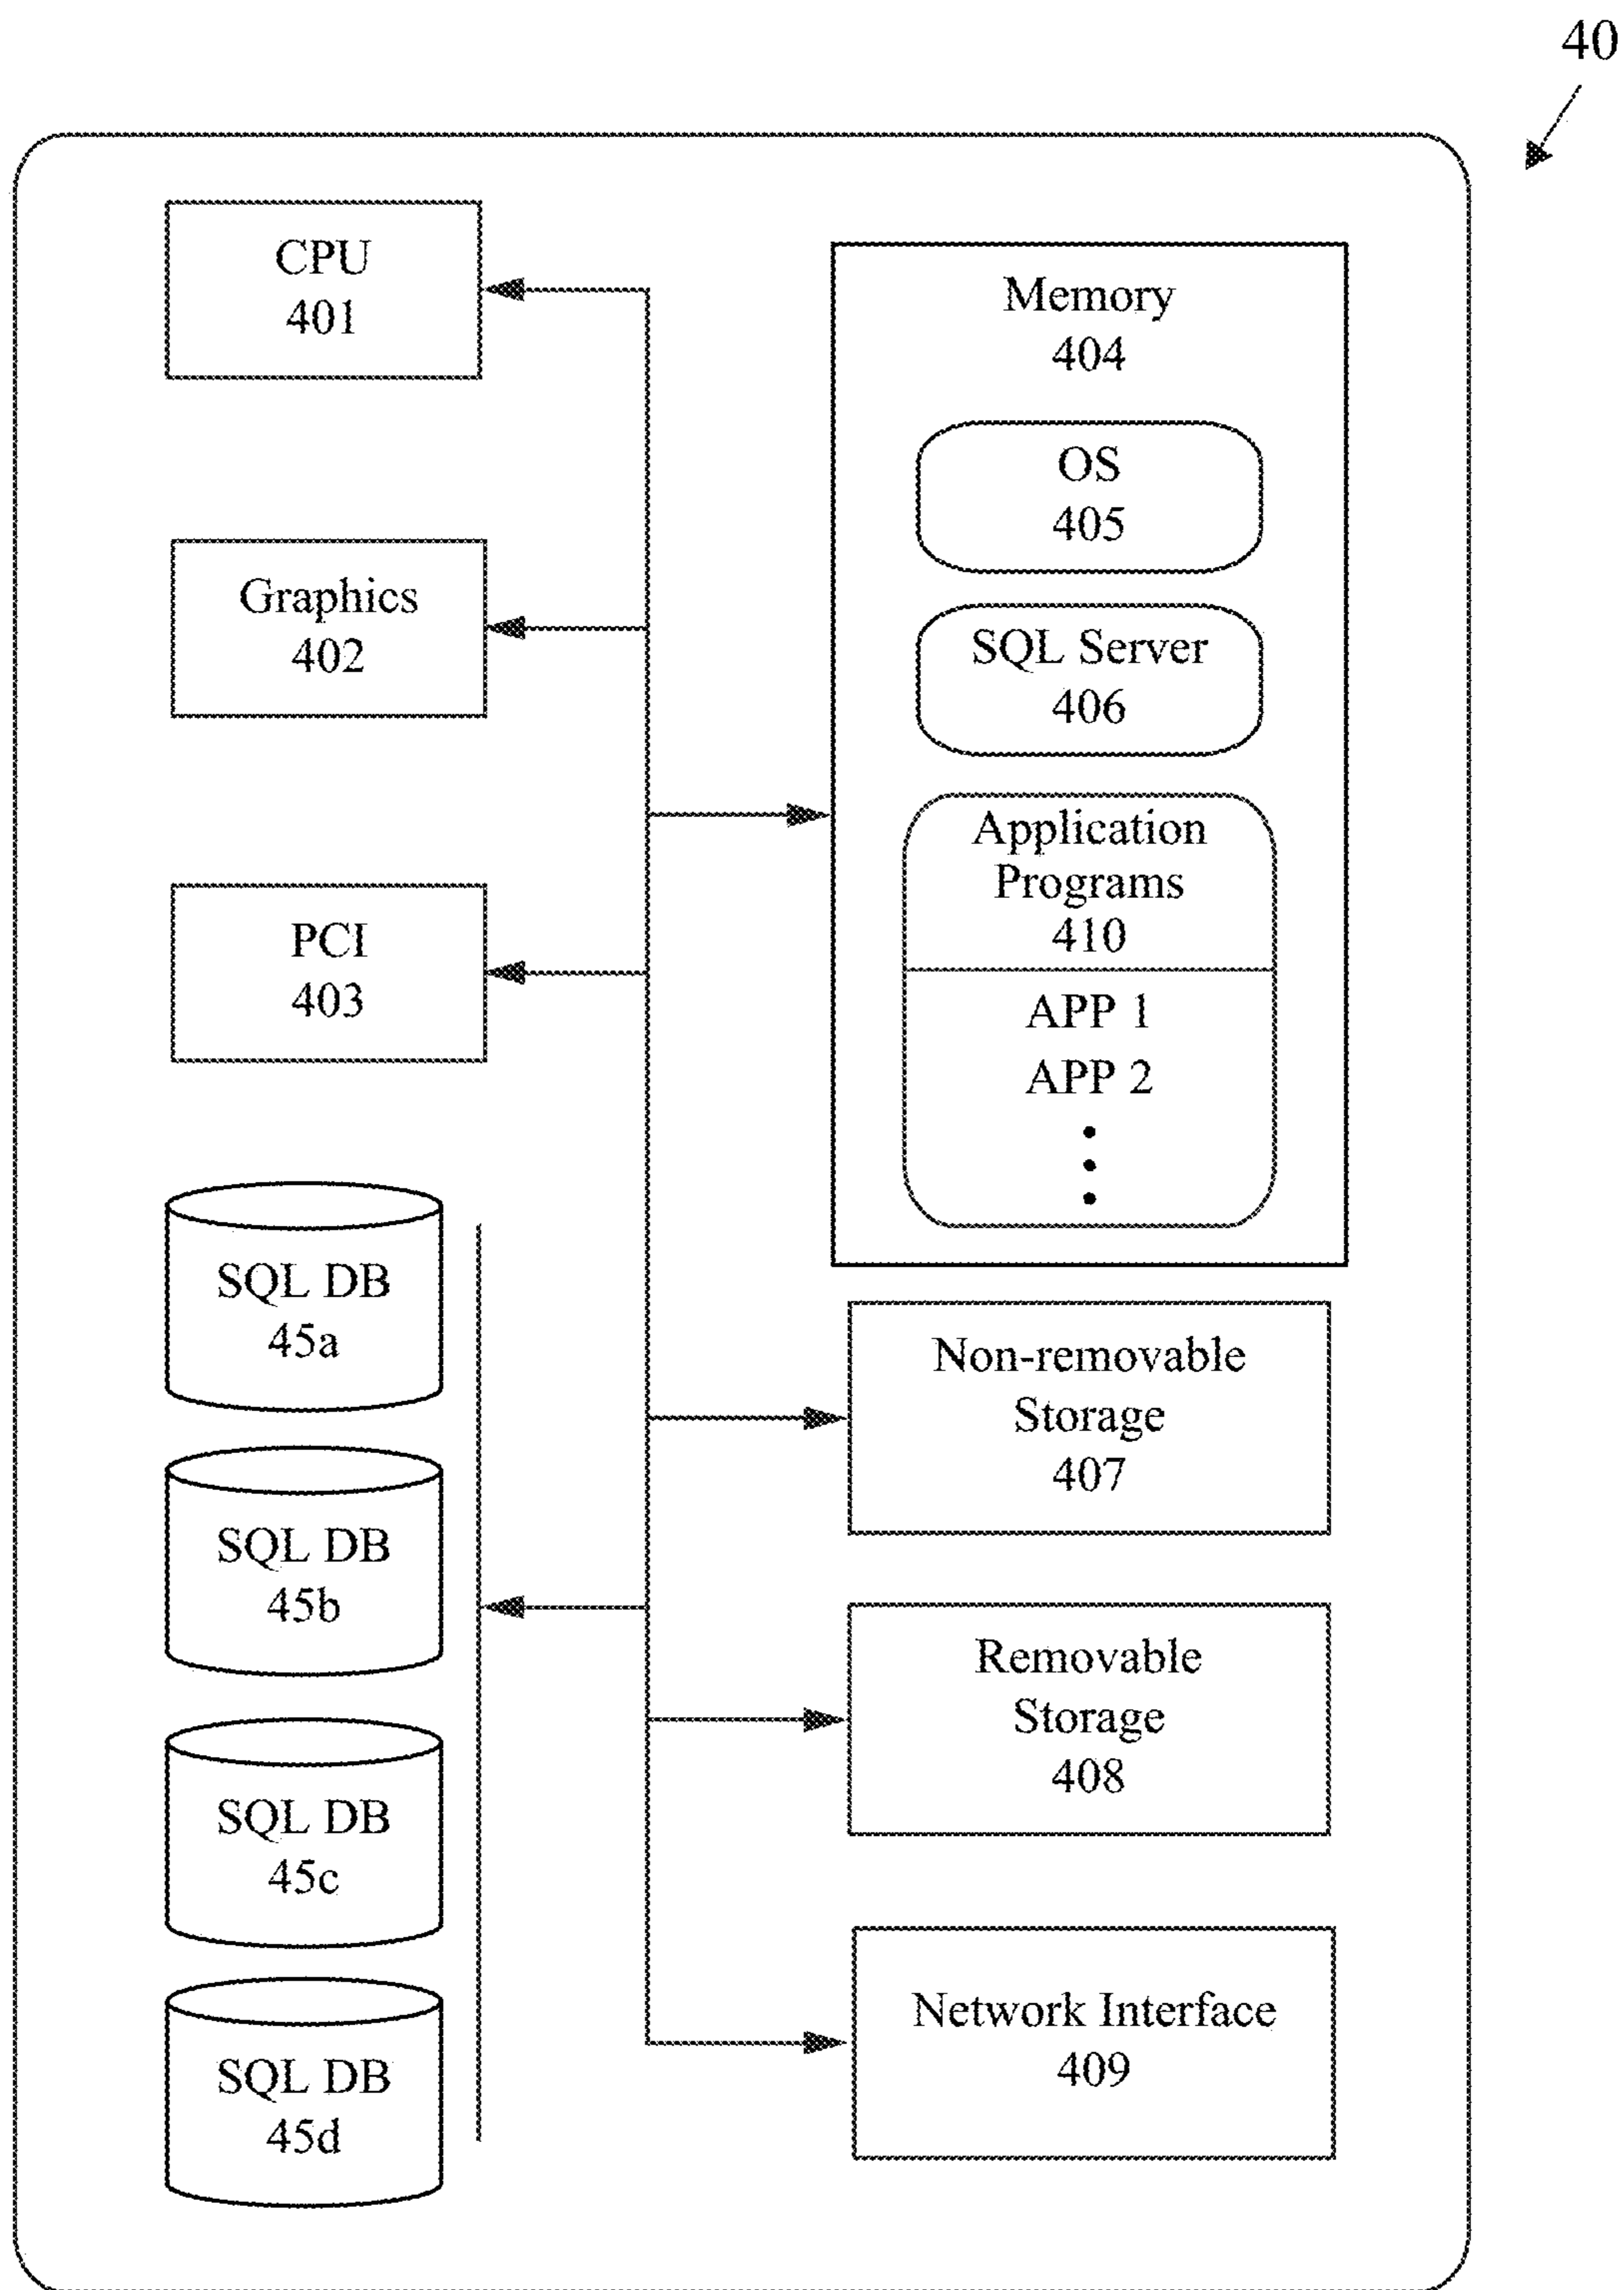 40
CPU
401
Graphics
402
PCI
403
SQL DB
45a
SQL DB
45b
SQL DB
45c
SQL DB
45d
Memory
404
OS
405
SQL Server
406
Application
Programs
410
APP 1
APP 2
Non-removable
Storage
407
Removable
Storage
408
Network Interface
409